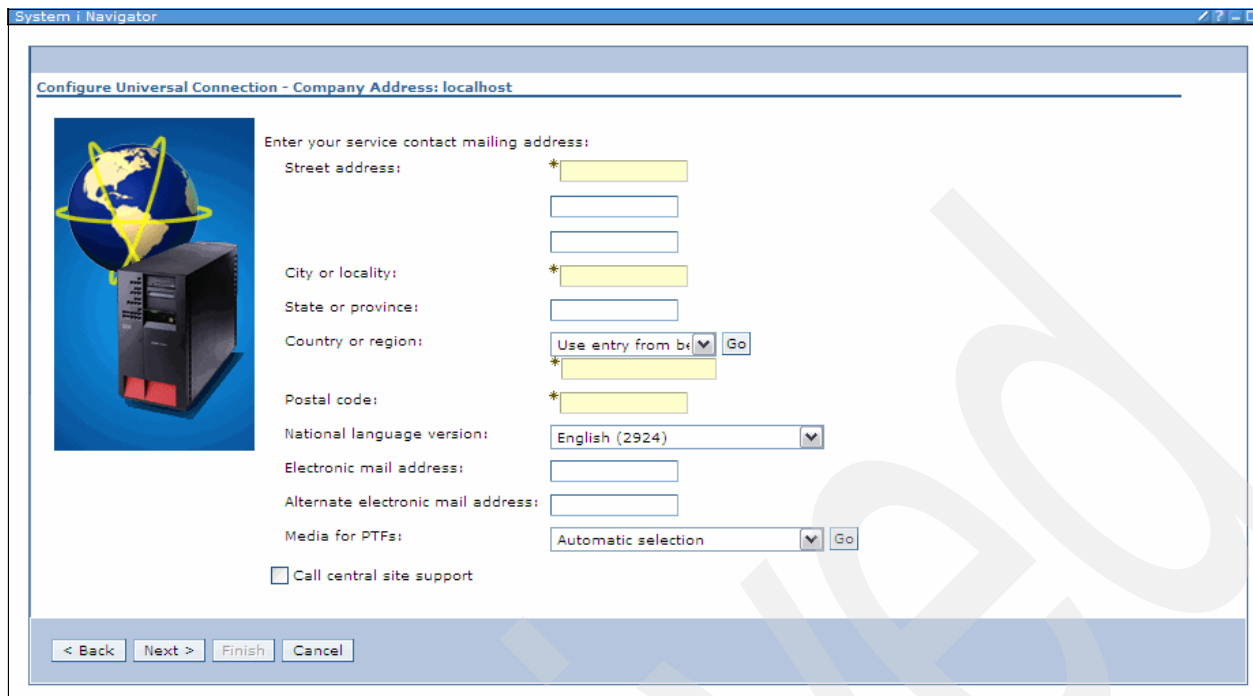 System i Navigator
Configure Universal Connection - Company Address: localhost
Enter your service contact mailing address:
Street address: *
City or locality: *
State or province:
Country or region: Use entry from be Go
*
Postal code: *
National language version: English (2924)
Electronic mail address:
Alternate electronic mail address:
Media for PTFs: Automatic selection Go
Call central site support
< Back Next > Finish Cancel